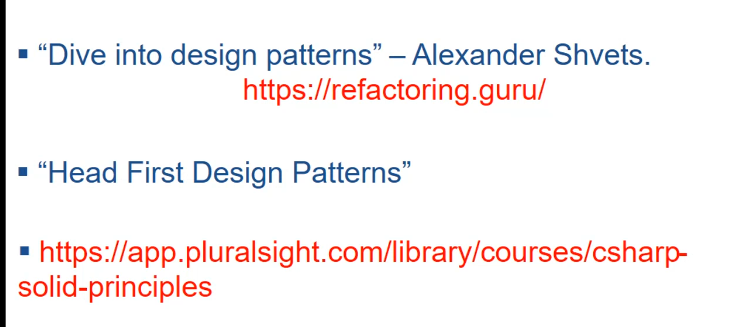 ▪ “Dive into design patterns” – Alexander Shvets.
https://refactoring.guru/
▪ “Head First Design Patterns”
▪ https://app.pluralsight.com/library/courses/csharp-
solid-principles